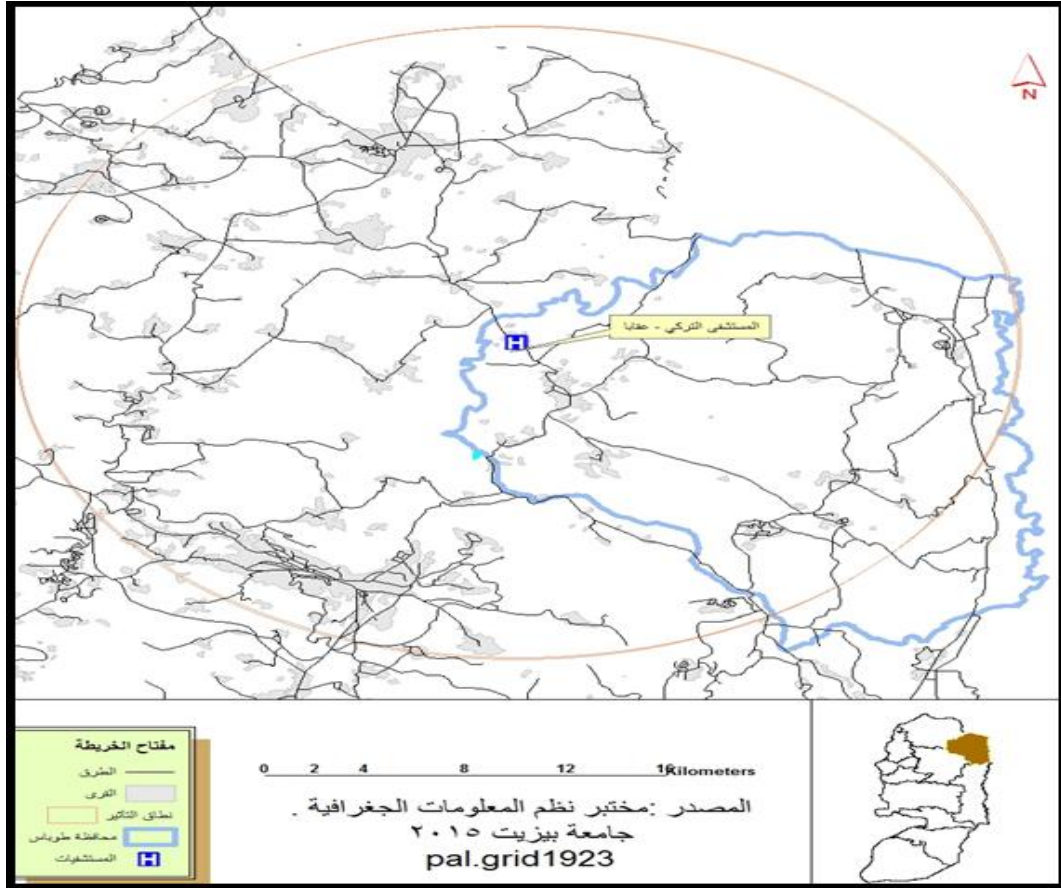 N
المستشفى التركي - عقابا
مفتاح الخريطة
الطرق
القرى
نطاق التأثير
محافظة طوباس
المستشفيات
H
0 2 4 8 12 16 Kilometers
المصدر :مختبر نظم المعلومات الجغرافية .
جامعة بيزيت ٢٠١٥
pal.grid1923